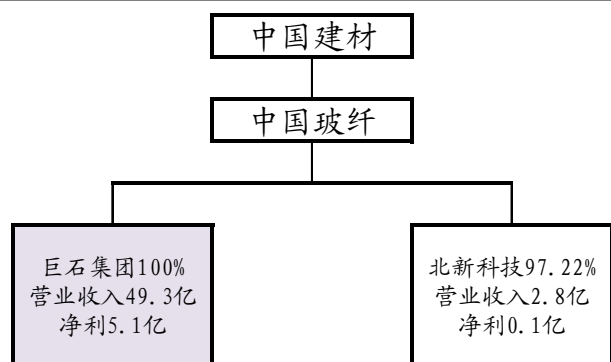 中国建材
中国玻纤
巨石集团100%
营业收入49.3亿
净利5.1亿
北新科技97.22%
营业收入2.8亿
净利0.1亿